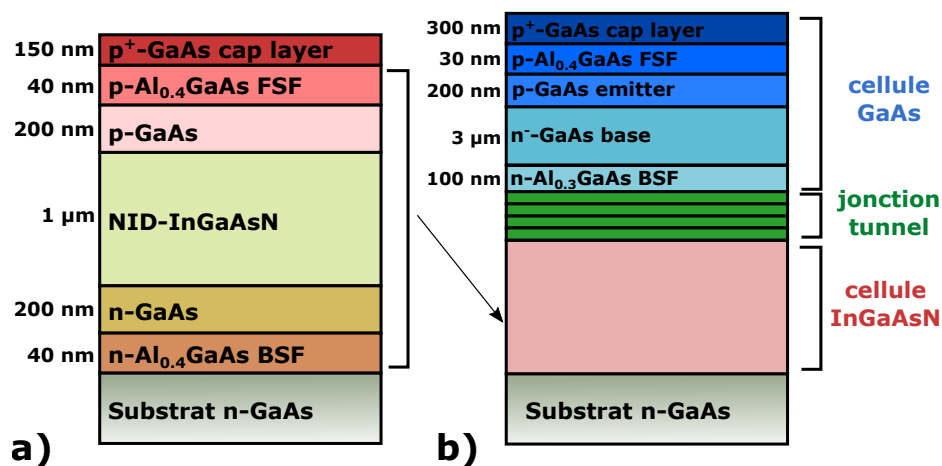 150 nm p⁺-GaAs cap layer
40 nm p-Al₀.₄GaAs FSF
200 nm p-GaAs
1 µm NID-InGaAsN
200 nm n-GaAs
40 nm n-Al₀.₄GaAs BSF
Substrat n-GaAs
a)
300 nm p⁺-GaAs cap layer
30 nm p-Al₀.₄GaAs FSF
200 nm p-GaAs emitter
3 µm n⁻-GaAs base
100 nm n-Al₀.₃GaAs BSF
cellule
GaAs
jonction
tunnel
cellule
InGaAsN
Substrat n-GaAs
b)